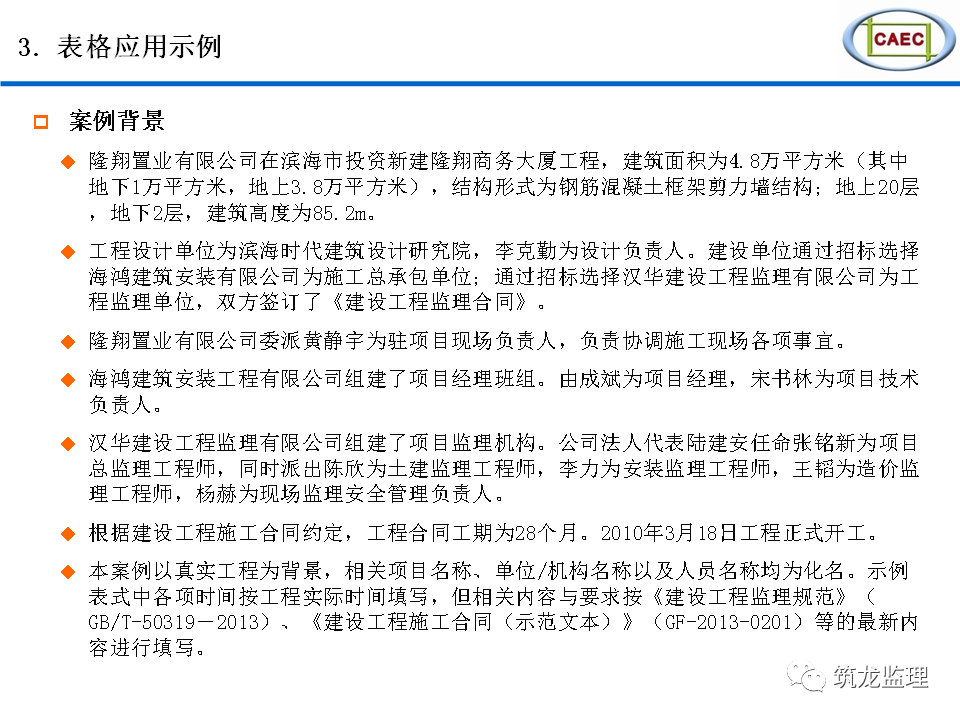 3. 表格应用示例
CAEC
案例背景
隆翔置业有限公司在滨海市投资新建隆翔商务大厦工程，建筑面积为4.8万平方米（其中
地下1万平方米，地上3.8万平方米），结构形式为钢筋混凝土框架剪力墙结构；地上20层
，地下2层，建筑高度为85.2m。
工程设计单位为滨海时代建筑设计研究院，李克勤为设计负责人。建设单位通过招标选择
海鸿建筑安装有限公司为施工总承包单位；通过招标选择汉华建设工程监理有限公司为工
程监理单位，双方签订了《建设工程监理合同》。
隆翔置业有限公司委派黄静宇为驻项目现场负责人，负责协调施工现场各项事宜。
海鸿建筑安装工程有限公司组建了项目经理班组。由成斌为项目经理，宋书林为项目技术
负责人。
汉华建设工程监理有限公司组建了项目监理机构。公司法人代表陆建安任命张铭新为项目
总监理工程师，同时派出陈欣为土建监理工程师，李力为安装监理工程师，王韬为造价监
理工程师，杨赫为现场监理安全管理负责人。
根据建设工程施工合同约定，工程合同工期为28个月。2010年3月18日工程正式开工。
本案例以真实工程为背景，相关项目名称、单位/机构名称以及人员名称均为化名。示例
表式中各项时间按工程实际时间填写，但相关内容与要求按《建设工程监理规范》（
GB/T-50319－2013）、《建设工程施工合同（示范文本）》（GF-2013-0201）等的最新内
容进行填写。
筑龙监理